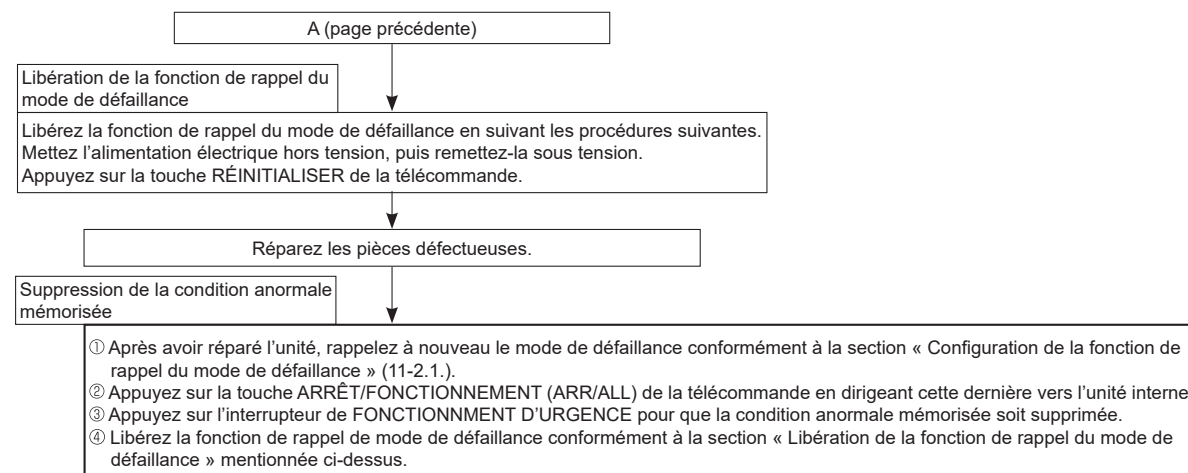 A (page précédente)
Libération de la fonction de rappel du
mode de défaillance
Libérez la fonction de rappel du mode de défaillance en suivant les procédures suivantes.
Mettez l’alimentation électrique hors tension, puis remettez-la sous tension.
Appuyez sur la touche RÉINITIALISER de la télécommande.
Réparez les pièces défectueuses.
Suppression de la condition anormale
mémorisée
① Après avoir réparé l’unité, rappelez à nouveau le mode de défaillance conformément à la section « Configuration de la fonction de
rappel du mode de défaillance » (11-2.1.).
② Appuyez sur la touche ARRÊT/FONCTIONNEMENT (ARR/ALL) de la télécommande en dirigeant cette dernière vers l’unité interne
③ Appuyez sur l’interrupteur de FONCTIONNMENT D’URGENCE pour que la condition anormale mémorisée soit supprimée.
④ Libérez la fonction de rappel de mode de défaillance conformément à la section « Libération de la fonction de rappel du mode de
défaillance » mentionnée ci-dessus.